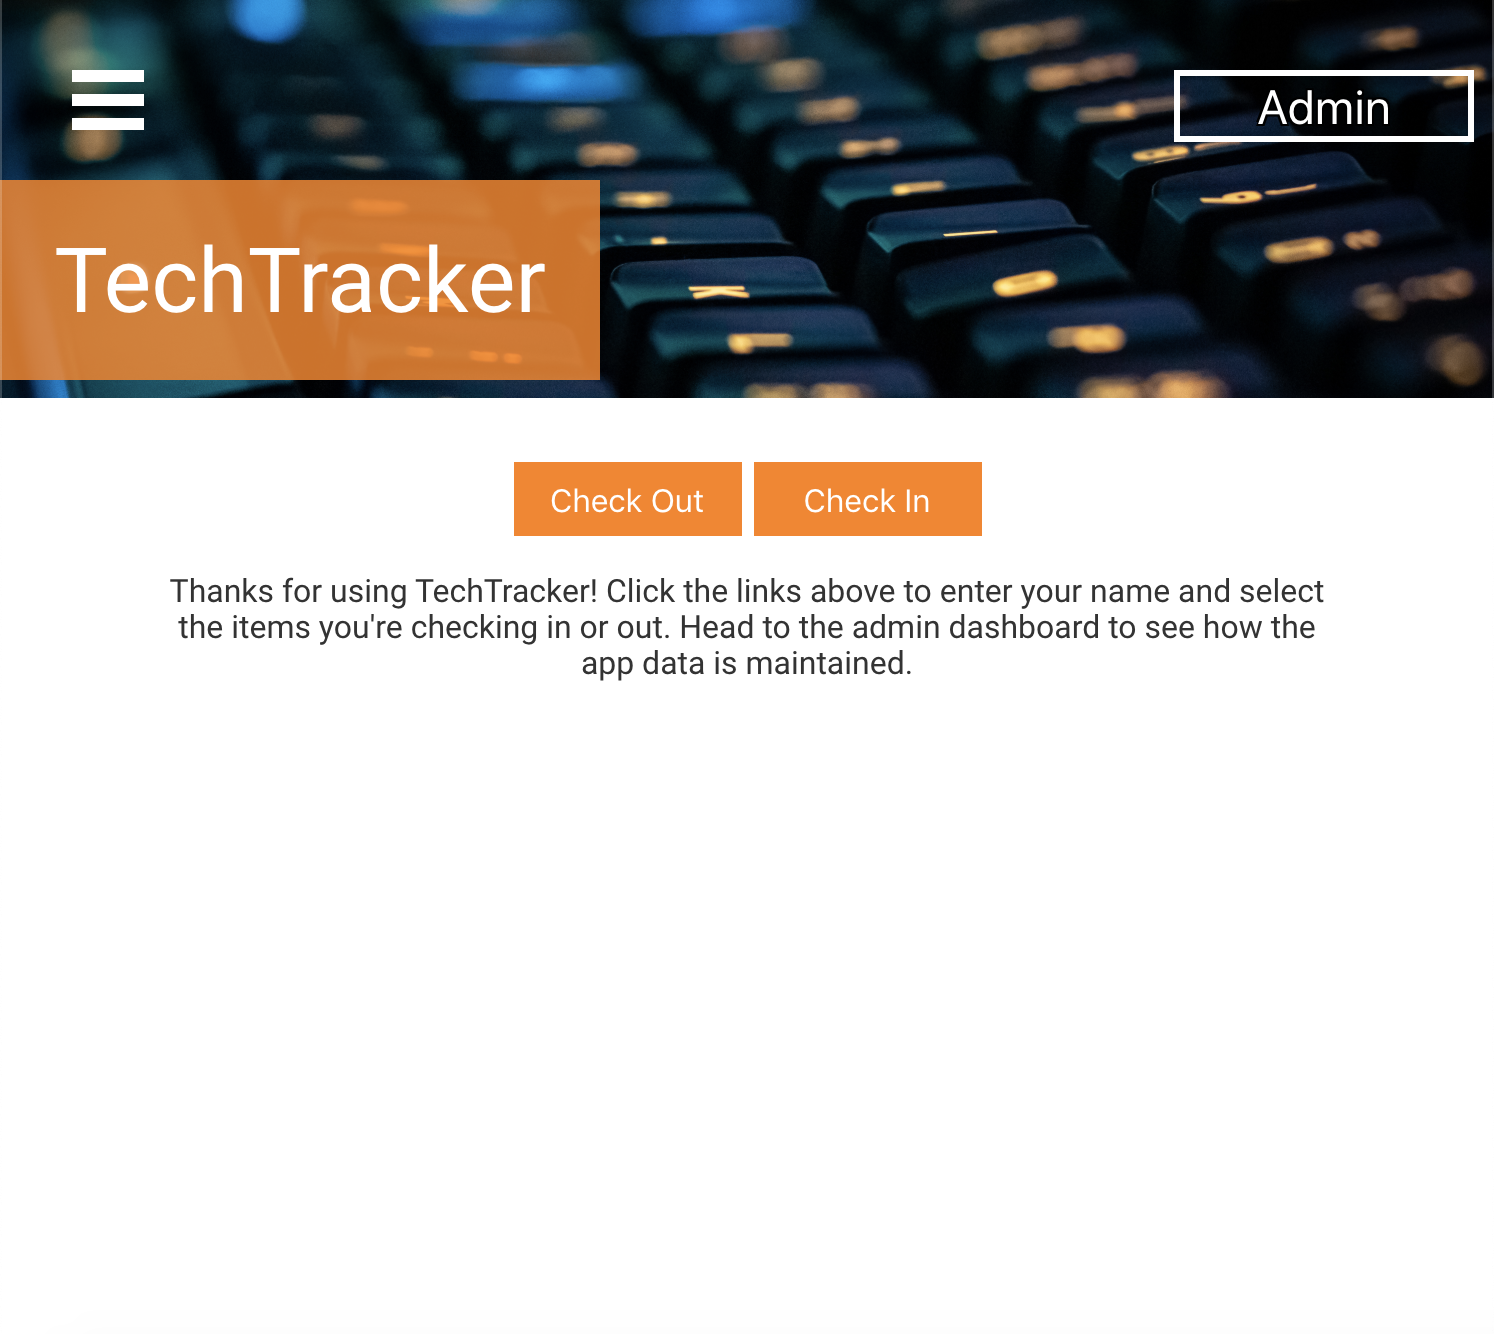 Admin
TechTracker
Check Out
Check In
Thanks for using TechTracker! Click the links above to enter your name and select
the items you're checking in or out. Head to the admin dashboard to see how the
app data is maintained.